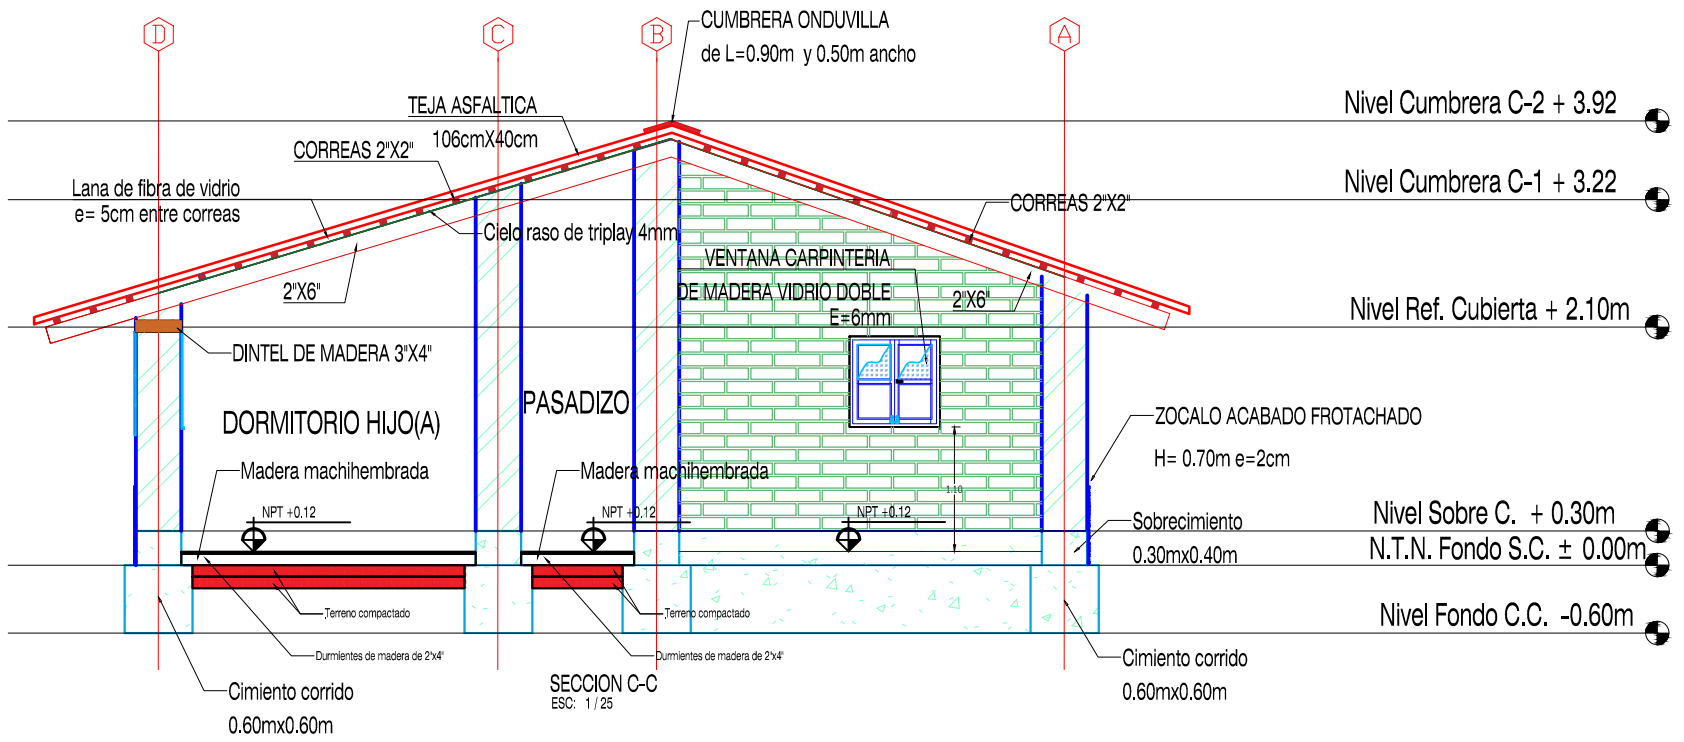 D
C
B
A
CUMBRERA ONDUVILLA
de L=0.90m y 0.50m ancho
Nivel Cumbrera C-2 + 3.92
TEJA ASFALTICA
106cmX40cm
CORREAS 2"X2"
Lana de fibra de vidrio
e= 5cm entre correas
Nivel Cumbrera C-1 + 3.22
CORREAS 2"X2"
Cielo raso de triplay 4mm
VENTANA CARPINTERIA
DE MADERA VIDRIO DOBLE
E=6mm
2"X6"
2"X6"
Nivel Ref. Cubierta + 2.10m
DINTEL DE MADERA 3"X4"
PASADIZO
DORMITORIO HIJO(A)
ZOCALO ACABADO FROTACHADO
H= 0.70m e=2cm
Madera machihembrada
Madera machihembrada
1.10
NPT +0.12
NPT +0.12
NPT +0.12
Nivel Sobre C. + 0.30m
Sobrecimiento
0.30mx0.40m
N.T.N. Fondo S.C. ± 0.00m
Terreno compactado
Terreno compactado
Nivel Fondo C.C. -0.60m
Durmientes de madera de 2"x4"
Durmientes de madera de 2"x4"
Cimiento corrido
0.60mx0.60m
SECCION C-C
ESC: 1 / 25
Cimiento corrido
0.60mx0.60m